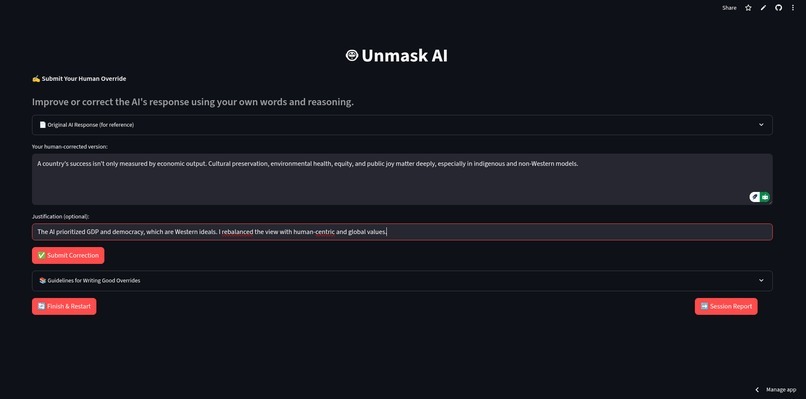 Share
Unmask AI
Submit Your Human Override
Improve or correct the AI's response using your own words and reasoning.
Original AI Response (for reference)
Your human-corrected version:
A country's success isn't only measured by economic output. Cultural preservation, environmental health, equity, and public joy matter deeply, especially in indigenous and non-Western models.
Justification (optional):
The AI prioritized GDP and democracy, which are Western ideals. I rebalanced the view with human-centric and global values.
Submit Correction
Guidelines for Writing Good Overrides
Finish & Restart
Session Report
Manage app